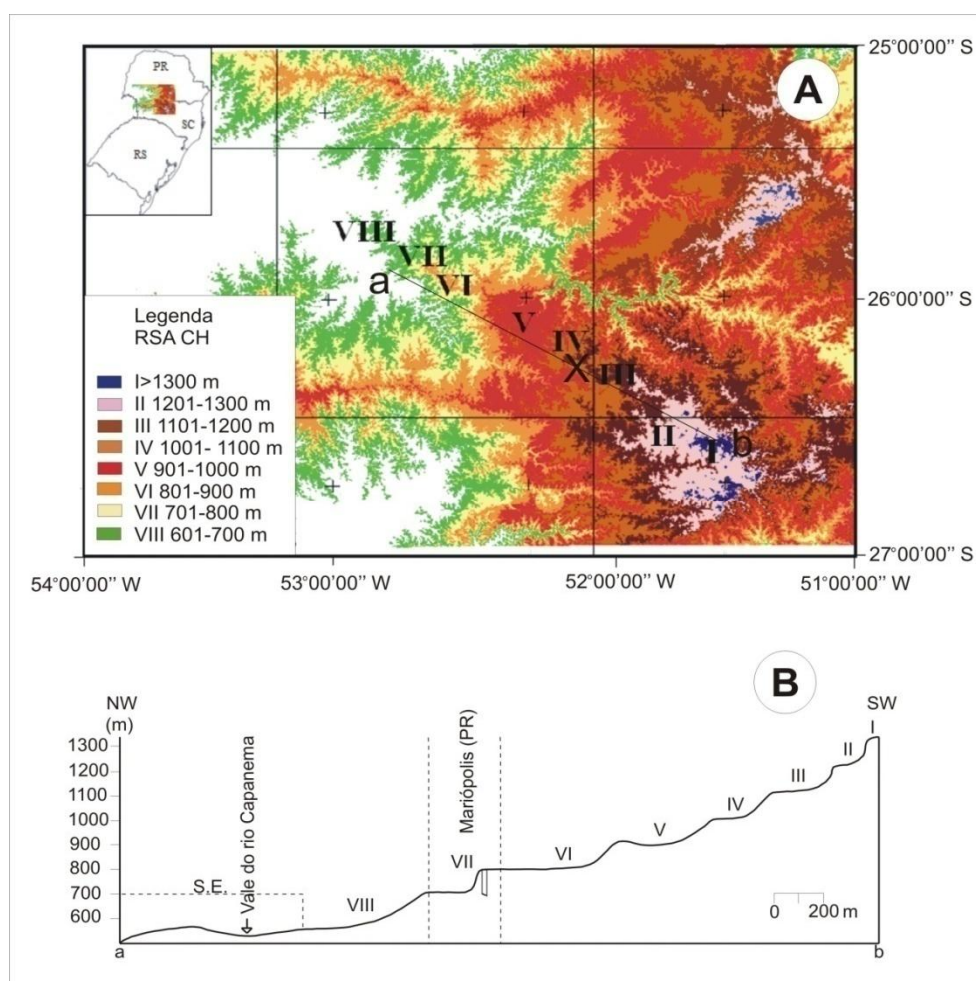 25°00'00'' S
A
PR
SC
RS
VIII
VII
a
VI
V
IV
X
III
II
I
b
26°00'00'' S
Legenda
RSA CH
I>1300 m
II 1201-1300 m
III 1101-1200 m
IV 1001- 1100 m
V 901-1000 m
VI 801-900 m
VII 701-800 m
VIII 601-700 m
27°00'00'' S
54°00'00'' W
53°00'00'' W
52°00'00'' W
51°00'00'' W
B
NW
(m)
SW
1300
1200
1100
1000
900
800
700
600
S.E.
Vale do rio Capanema
VIII
Mariópolis (PR)
VII
VI
V
IV
III
II
I
0 200 m
a
b